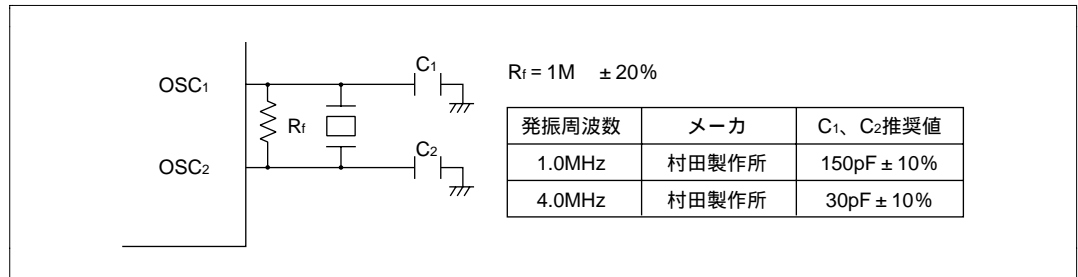 OSC1
OSC2
Rf
C1
C2
Rf = 1M ±20%
発振周波数 メーカ C1、C2推奨値
1.0MHz 村田製作所 150pF ± 10%
4.0MHz 村田製作所 30pF ± 10%